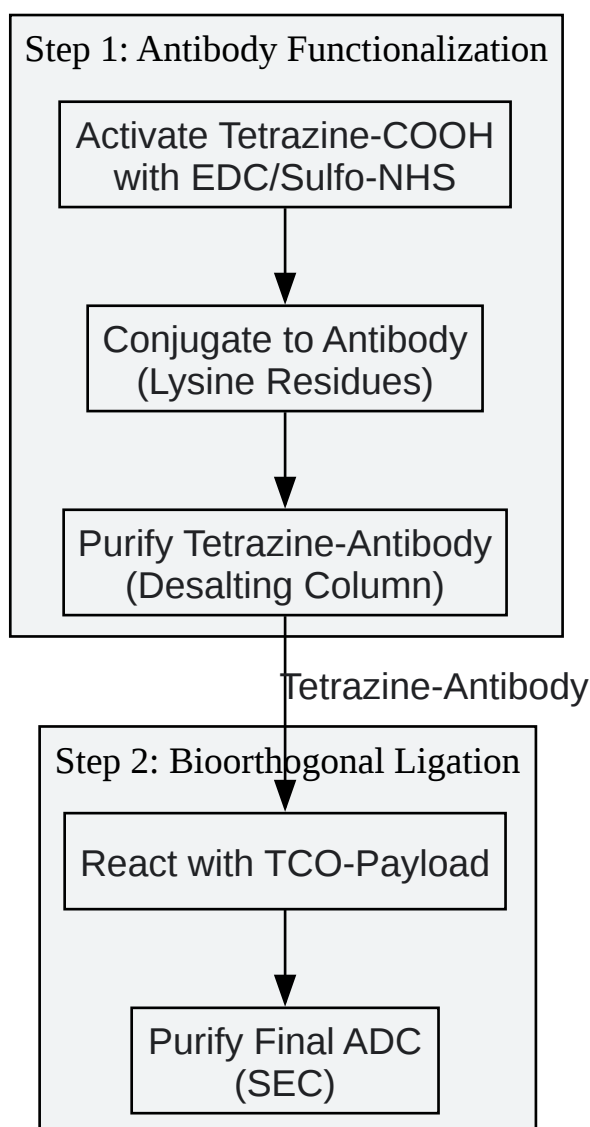 Step 1: Antibody Functionalization
Activate Tetrazine-COOH
with EDC/Sulfo-NHS
Conjugate to Antibody
(Lysine Residues)
Purify Tetrazine-Antibody
(Desalting Column)
Tetrazine-Antibody
Step 2: Bioorthogonal Ligation
React with TCO-Payload
Purify Final ADC
(SEC)